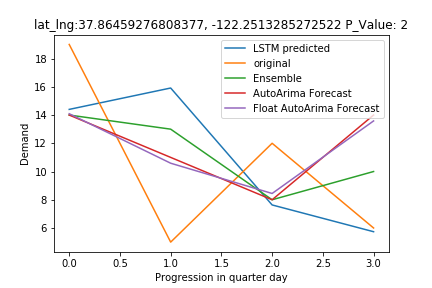 lat_lng:37.86459276808377, -122.2513285272522 P_Value: 2
LSTM predicted
original
Ensemble
AutoArima Forecast
Float AutoArima Forecast
Demand
18
16
14
12
10
8
6
0.0 0.5 1.0 1.5 2.0 2.5 3.0
Progression in quarter day